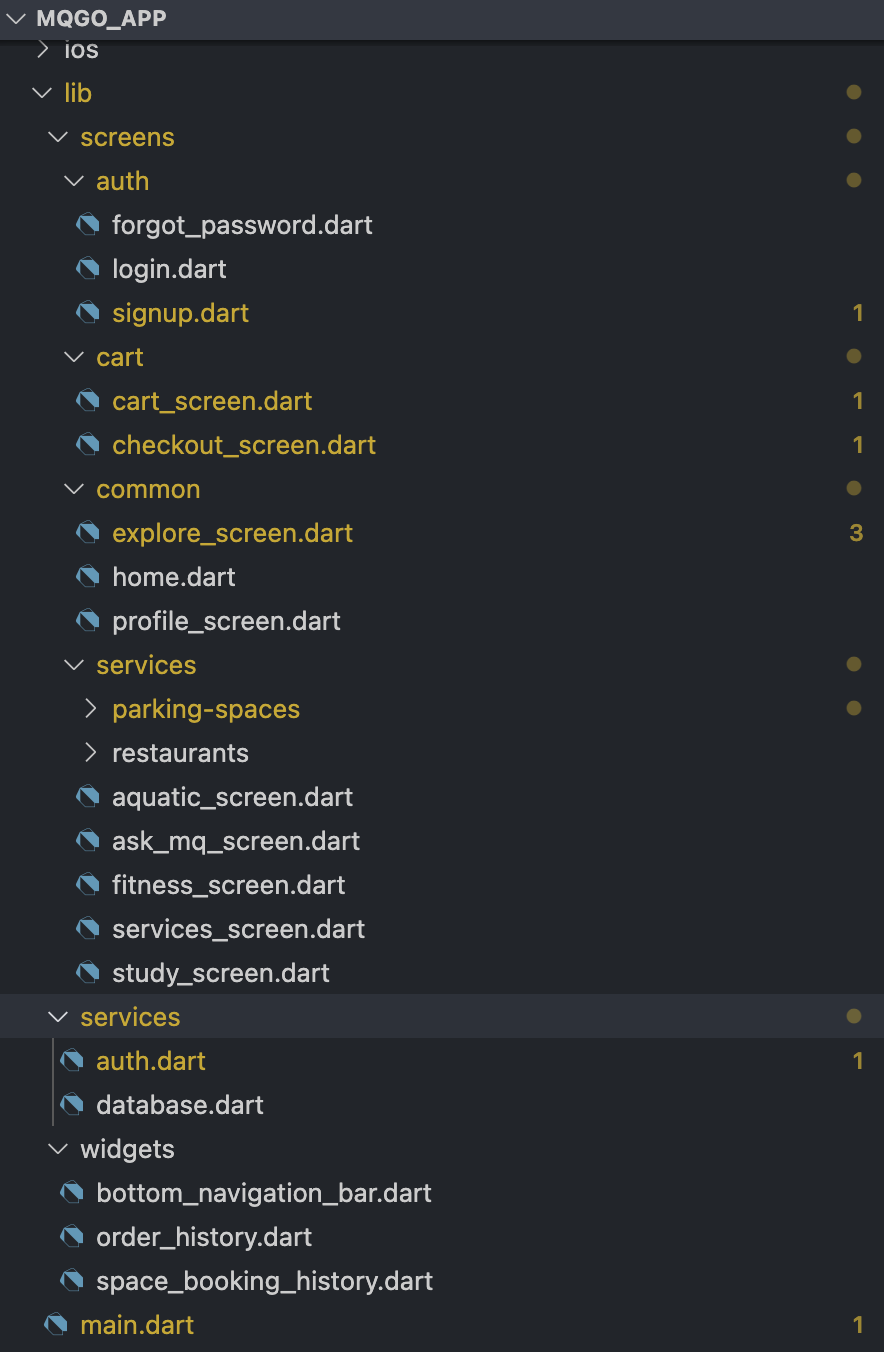 MQGO_APP
ios
lib
screens
auth
forgot_password.dart
login.dart
signup.dart 1
cart
cart_screen.dart 1
checkout_screen.dart 1
common
explore_screen.dart 3
home.dart
profile_screen.dart
services
parking-spaces
restaurants
aquatic_screen.dart
ask_mq_screen.dart
fitness_screen.dart
services_screen.dart
study_screen.dart
services
auth.dart 1
database.dart
widgets
bottom_navigation_bar.dart
order_history.dart
space_booking_history.dart
main.dart 1